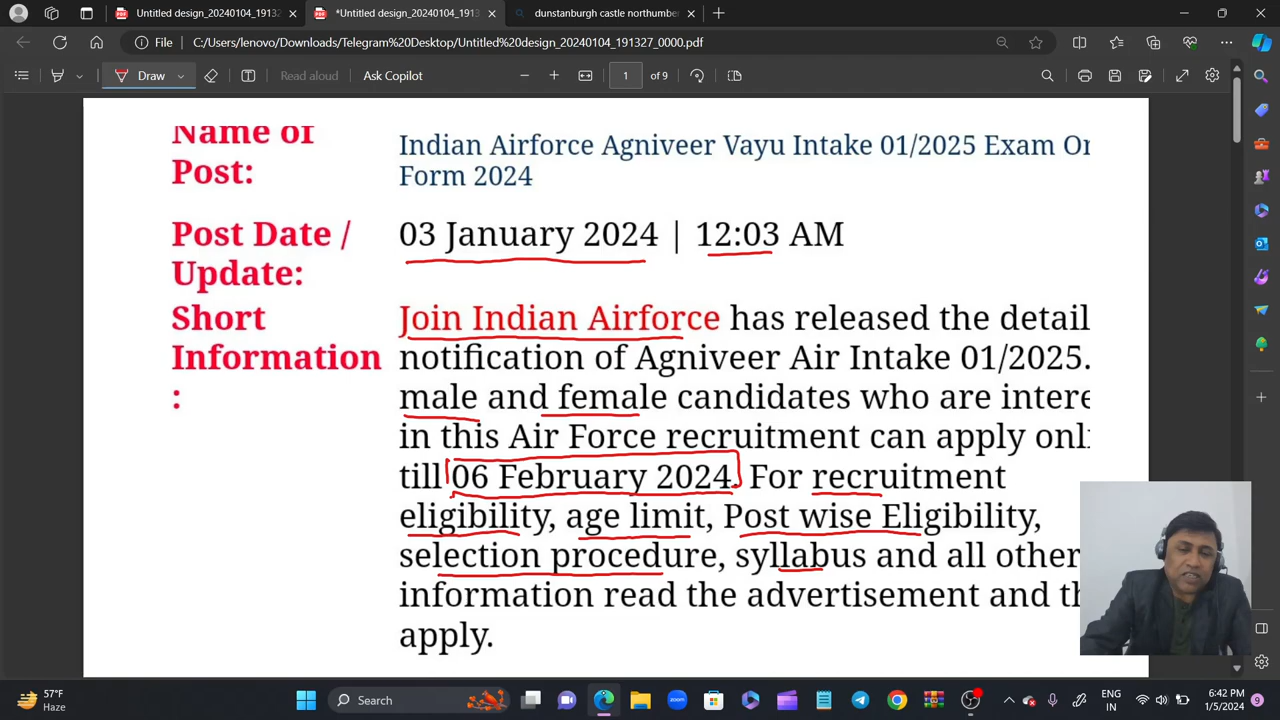 Untitled design_20240104_19132
*Untitled design_20240104_1913
dunstanburgh castle northumber
File
C:/Users/lenovo/Downloads/Telegram%20Desktop/Untitled%20design_20240104_191327_0000.pdf
Draw
Read aloud
Ask Copilot
1
of 9
Name of
Post:
Indian Airforce Agniveer Vayu Intake 01/2025 Exam On
Form 2024
Post Date /
Update:
03 January 2024 | 12:03 AM
Short
Information
:
Join Indian Airforce has released the detail
notification of Agniveer Air Intake 01/2025.
male and female candidates who are intere
in this Air Force recruitment can apply onli
till 06 February 2024. For recruitment
eligibility, age limit, Post wise Eligibility,
selection procedure, syllabus and all other
information read the advertisement and th
apply.
57°F
Haze
Search
ENG
IN
6:42 PM
1/5/2024
9